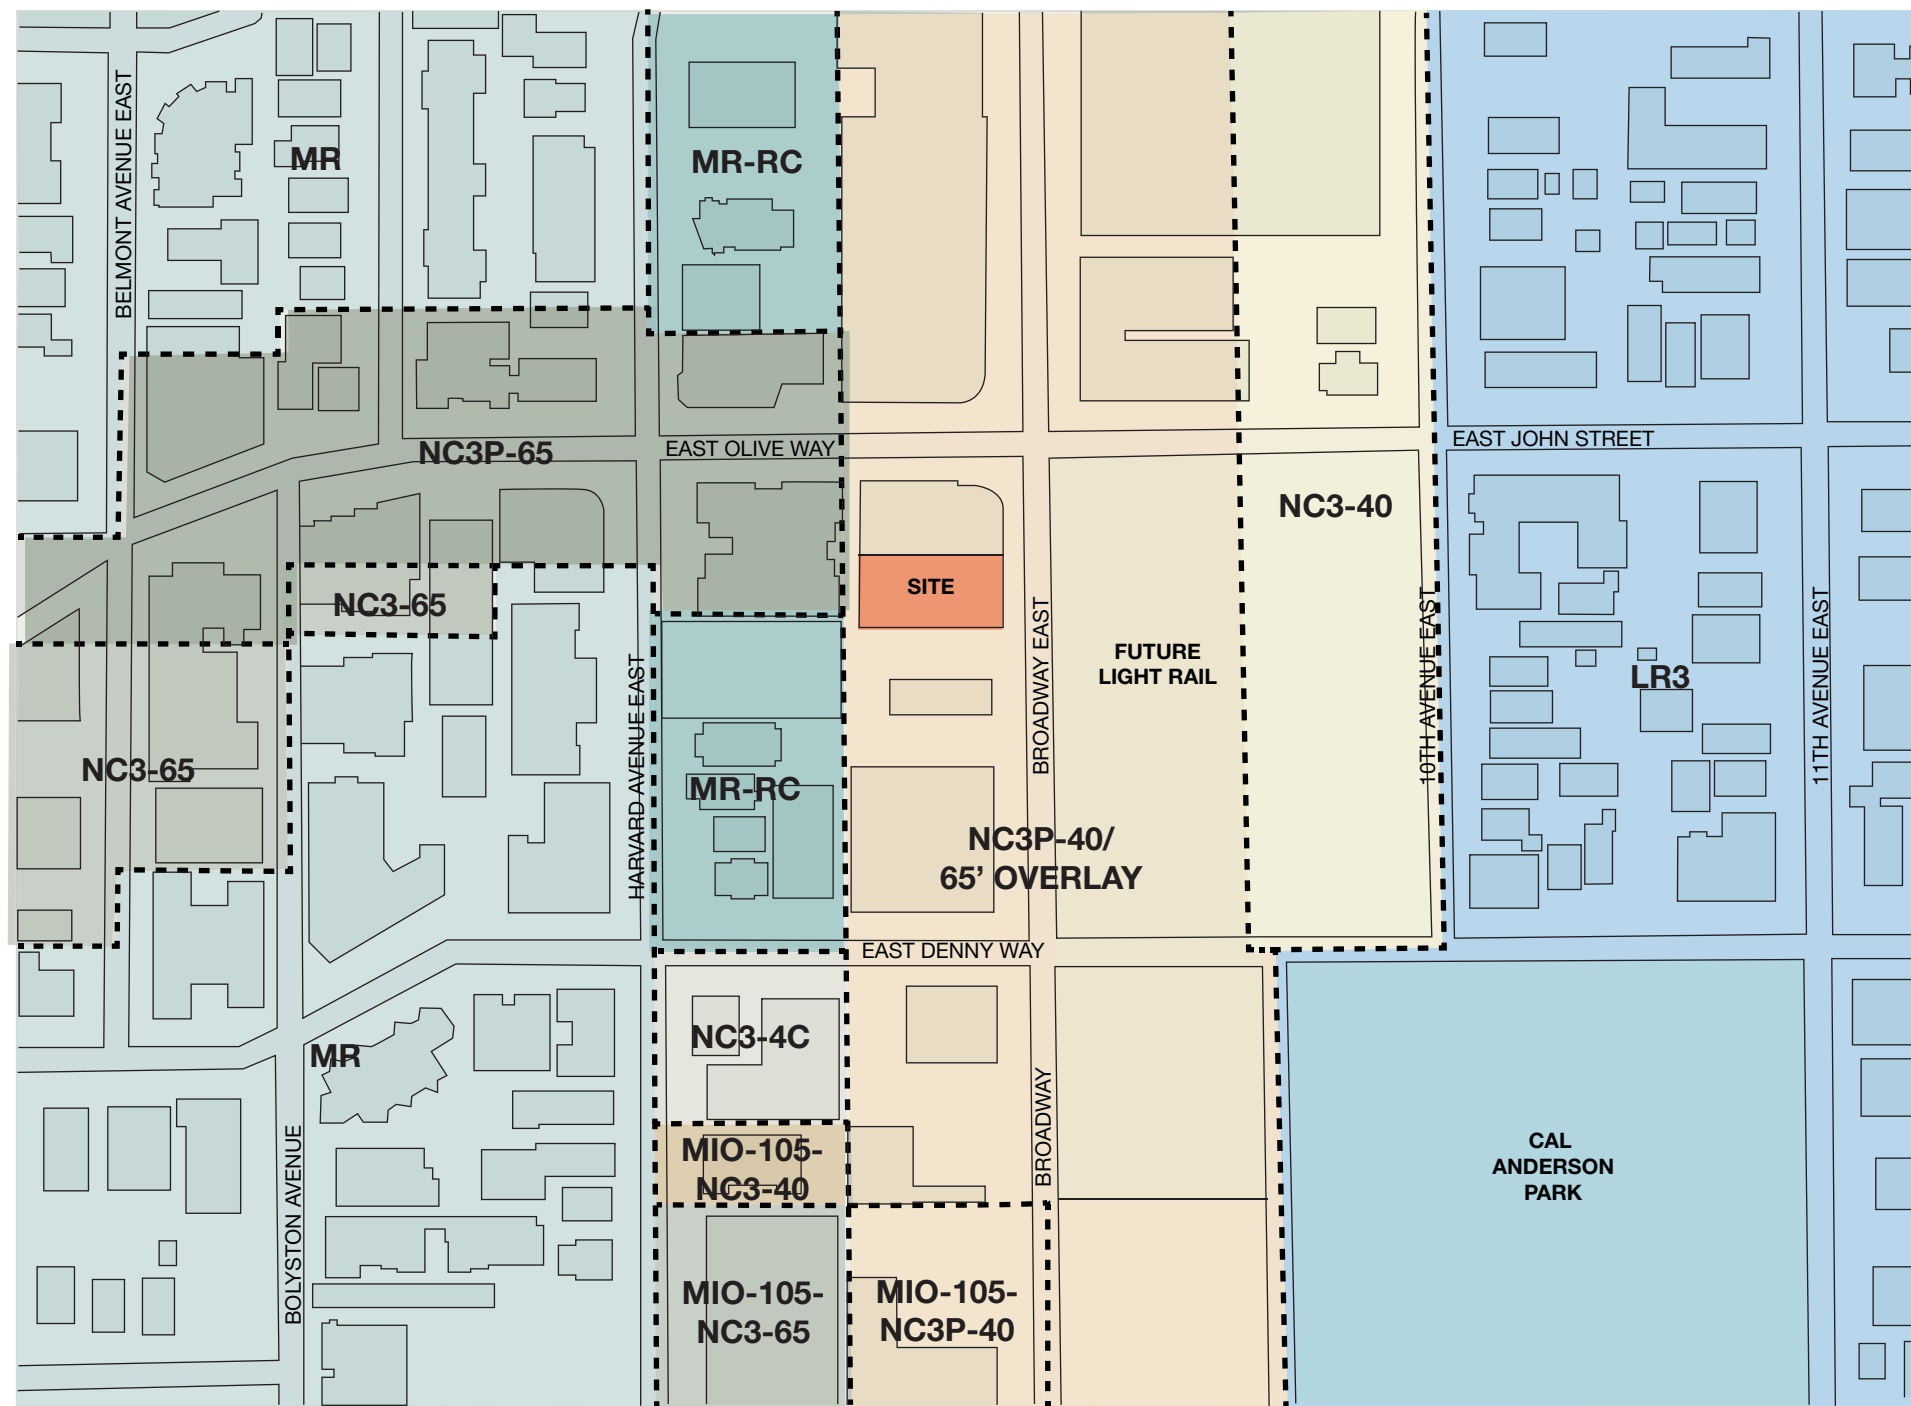 BELMONT AVENUE EAST
MR
MR-RC
NC3P-65
EAST OLIVE WAY
EAST JOHN STREET
NC3-40
SITE
NC3-65
FUTURE
LIGHT RAIL
BROADWAY EAST
10TH AVENUE EAST
LR3
11TH AVENUE EAST
HARVARD AVENUE EAST
NC3-65
MR-RC
NC3P-40/
65’ OVERLAY
EAST DENNY WAY
NC3-4C
MR
BROADWAY
BOLYSTON AVENUE
MIO-105-
NC3-40
CAL
ANDERSON
PARK
MIO-105-
NC3-65
MIO-105-
NC3P-40